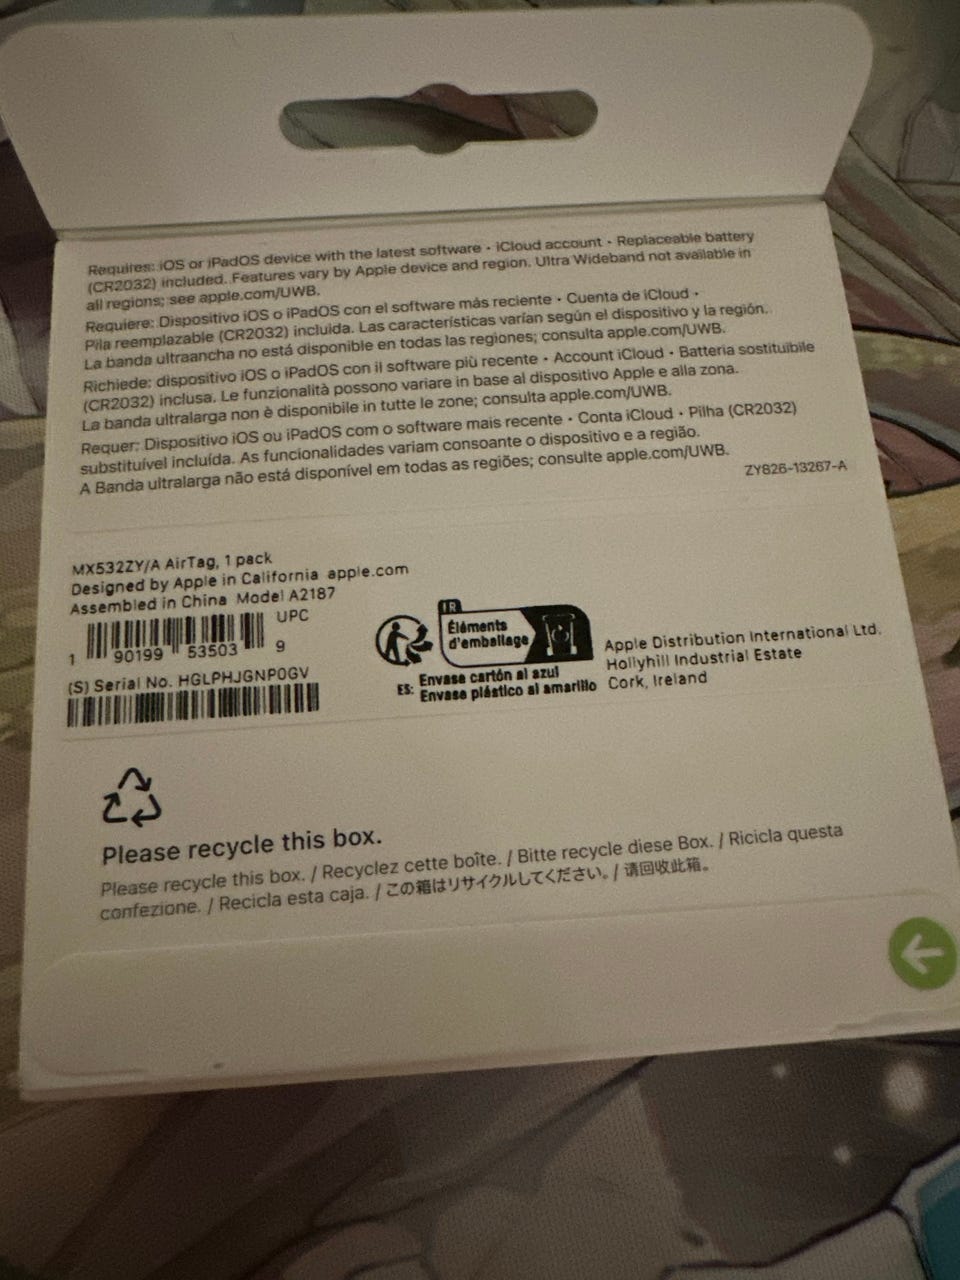 Requires: iOS or iPadOS device with the latest software • iCloud account • Replaceable battery
(CR2032) included. Features vary by Apple device and region. Ultra Wideband not available in
all regions; see apple.com/UWB.
Requiere: Dispositivo iOS o iPadOS con el software más reciente • Cuenta de iCloud •
Pila reemplazable (CR2032) incluida. Las características varían según el dispositivo y la región.
La banda ultraancha no está disponible en todas las regiones; consulta apple.com/UWB.
Richiede: dispositivo iOS o iPadOS con il software più recente • Account iCloud • Batteria sostituibile
(CR2032) inclusa. Le funzionalità possono variare in base al dispositivo Apple e alla zona.
La banda ultralarga non è disponibile in tutte le zone; consulta apple.com/UWB.
Requer: Dispositivo iOS ou iPadOS com o software mais recente • Conta iCloud • Pilha (CR2032)
substituível incluída. As funcionalidades variam consoante o dispositivo e a região.
A Banda ultralarga não está disponível em todas as regiões; consulte apple.com/UWB.
ZY826-13267-A
MX532ZY/A AirTag, 1 pack
Designed by Apple in California apple.com
Assembled in China Model A2187
UPC
1 90199 53503 9
(S) Serial No. HGLPHJGNP0GV
FR
Éléments
d'emballage
ES: Envase cartón al azul
Envase plástico al amarillo
Apple Distribution International Ltd.
Hollyhill Industrial Estate
Cork, Ireland
Please recycle this box.
Please recycle this box. / Recyclez cette boîte. / Bitte recycle diese Box. / Ricicla questa
confezione. / Recicla esta caja. / この箱はリサイクルしてください。/ 请回收此箱。